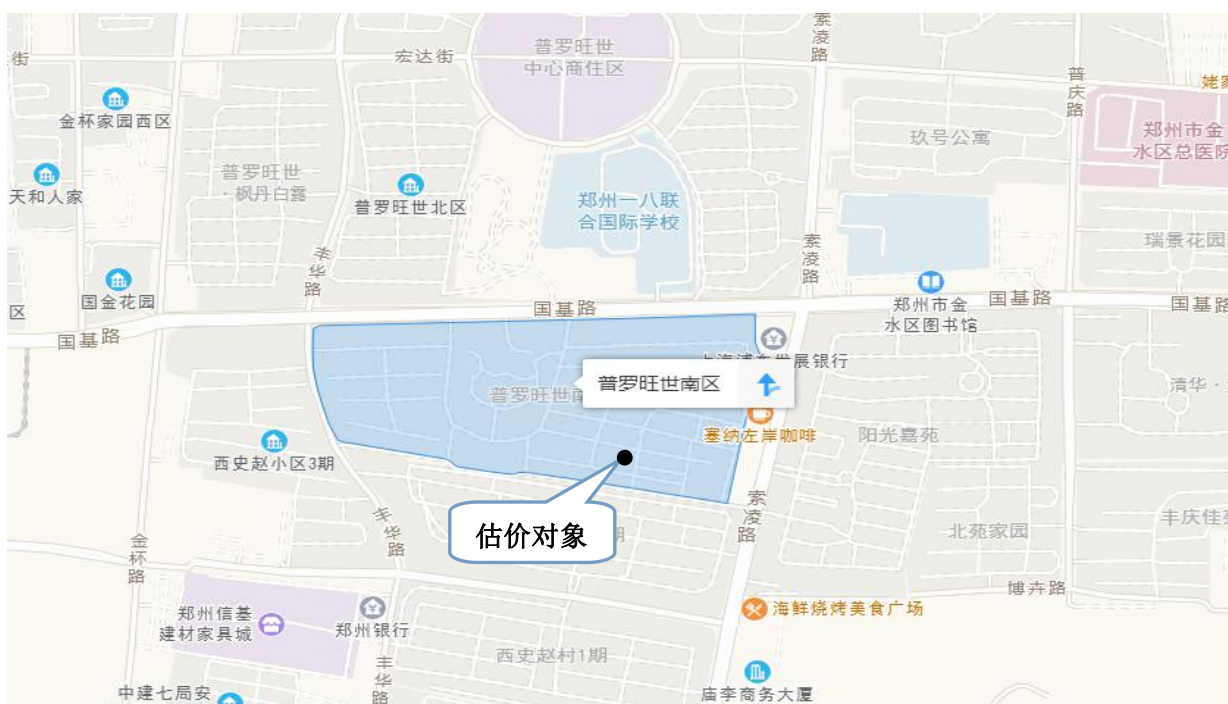 街
宏达街
普罗旺世
中心商住区
索
凌
路
普
庆
路
金杯家园西区
郑州市金
水区总医院
玖号公寓
天和人家
普罗旺世
·枫丹白露
普罗旺世北区
郑州一八联
合国际学校
瑞景花园
丰
华
路
索
凌
路
国金花园
区
国基路
国基路
郑州市金
水区图书馆
国基路
国基路
上海浦东发展银行
普罗旺世南区
普罗旺世
清华·
塞纳左岸咖啡
阳光嘉苑
西史赵小区3期
估价对象
期
丰
华
路
索
凌
路
北苑家园
丰庆佳
金
杯
路
博卉路
郑州信基
建材家具城
郑州银行
海鲜烧烤美食广场
西史赵村1期
丰
华
路
中建七局安
庙李商务大厦